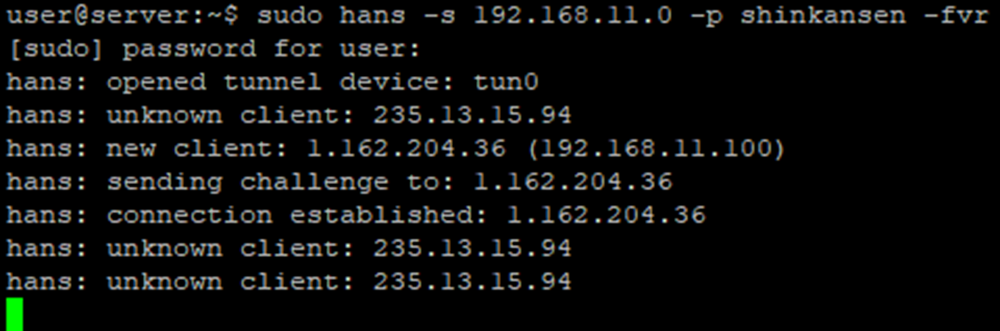 user@server:~$ sudo hans -s 192.168.11.0 -p shinkansen -fvr
[sudo] password for user:
hans: opened tunnel device: tun0
hans: unknown client: 235.13.15.94
hans: new client: 1.162.204.36 (192.168.11.100)
hans: sending challenge to: 1.162.204.36
hans: connection established: 1.162.204.36
hans: unknown client: 235.13.15.94
hans: unknown client: 235.13.15.94